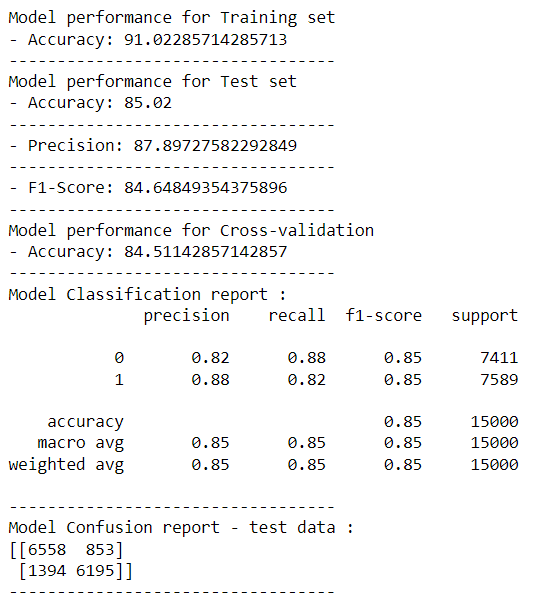 Model performance for Training set
- Accuracy: 91.02285714285713
----------------------------------
Model performance for Test set
- Accuracy: 85.02
----------------------------------
- Precision: 87.89727582292849
----------------------------------
- F1-Score: 84.64849354375896
----------------------------------
Model performance for Cross-validation
- Accuracy: 84.51142857142857
----------------------------------
Model Classification report :
              precision    recall  f1-score   support

           0       0.82      0.88      0.85      7411
           1       0.88      0.82      0.85      7589

    accuracy                           0.85     15000
   macro avg       0.85      0.85      0.85     15000
weighted avg       0.85      0.85      0.85     15000

----------------------------------
Model Confusion report - test data :
[[6558  853]
 [1394 6195]]
----------------------------------